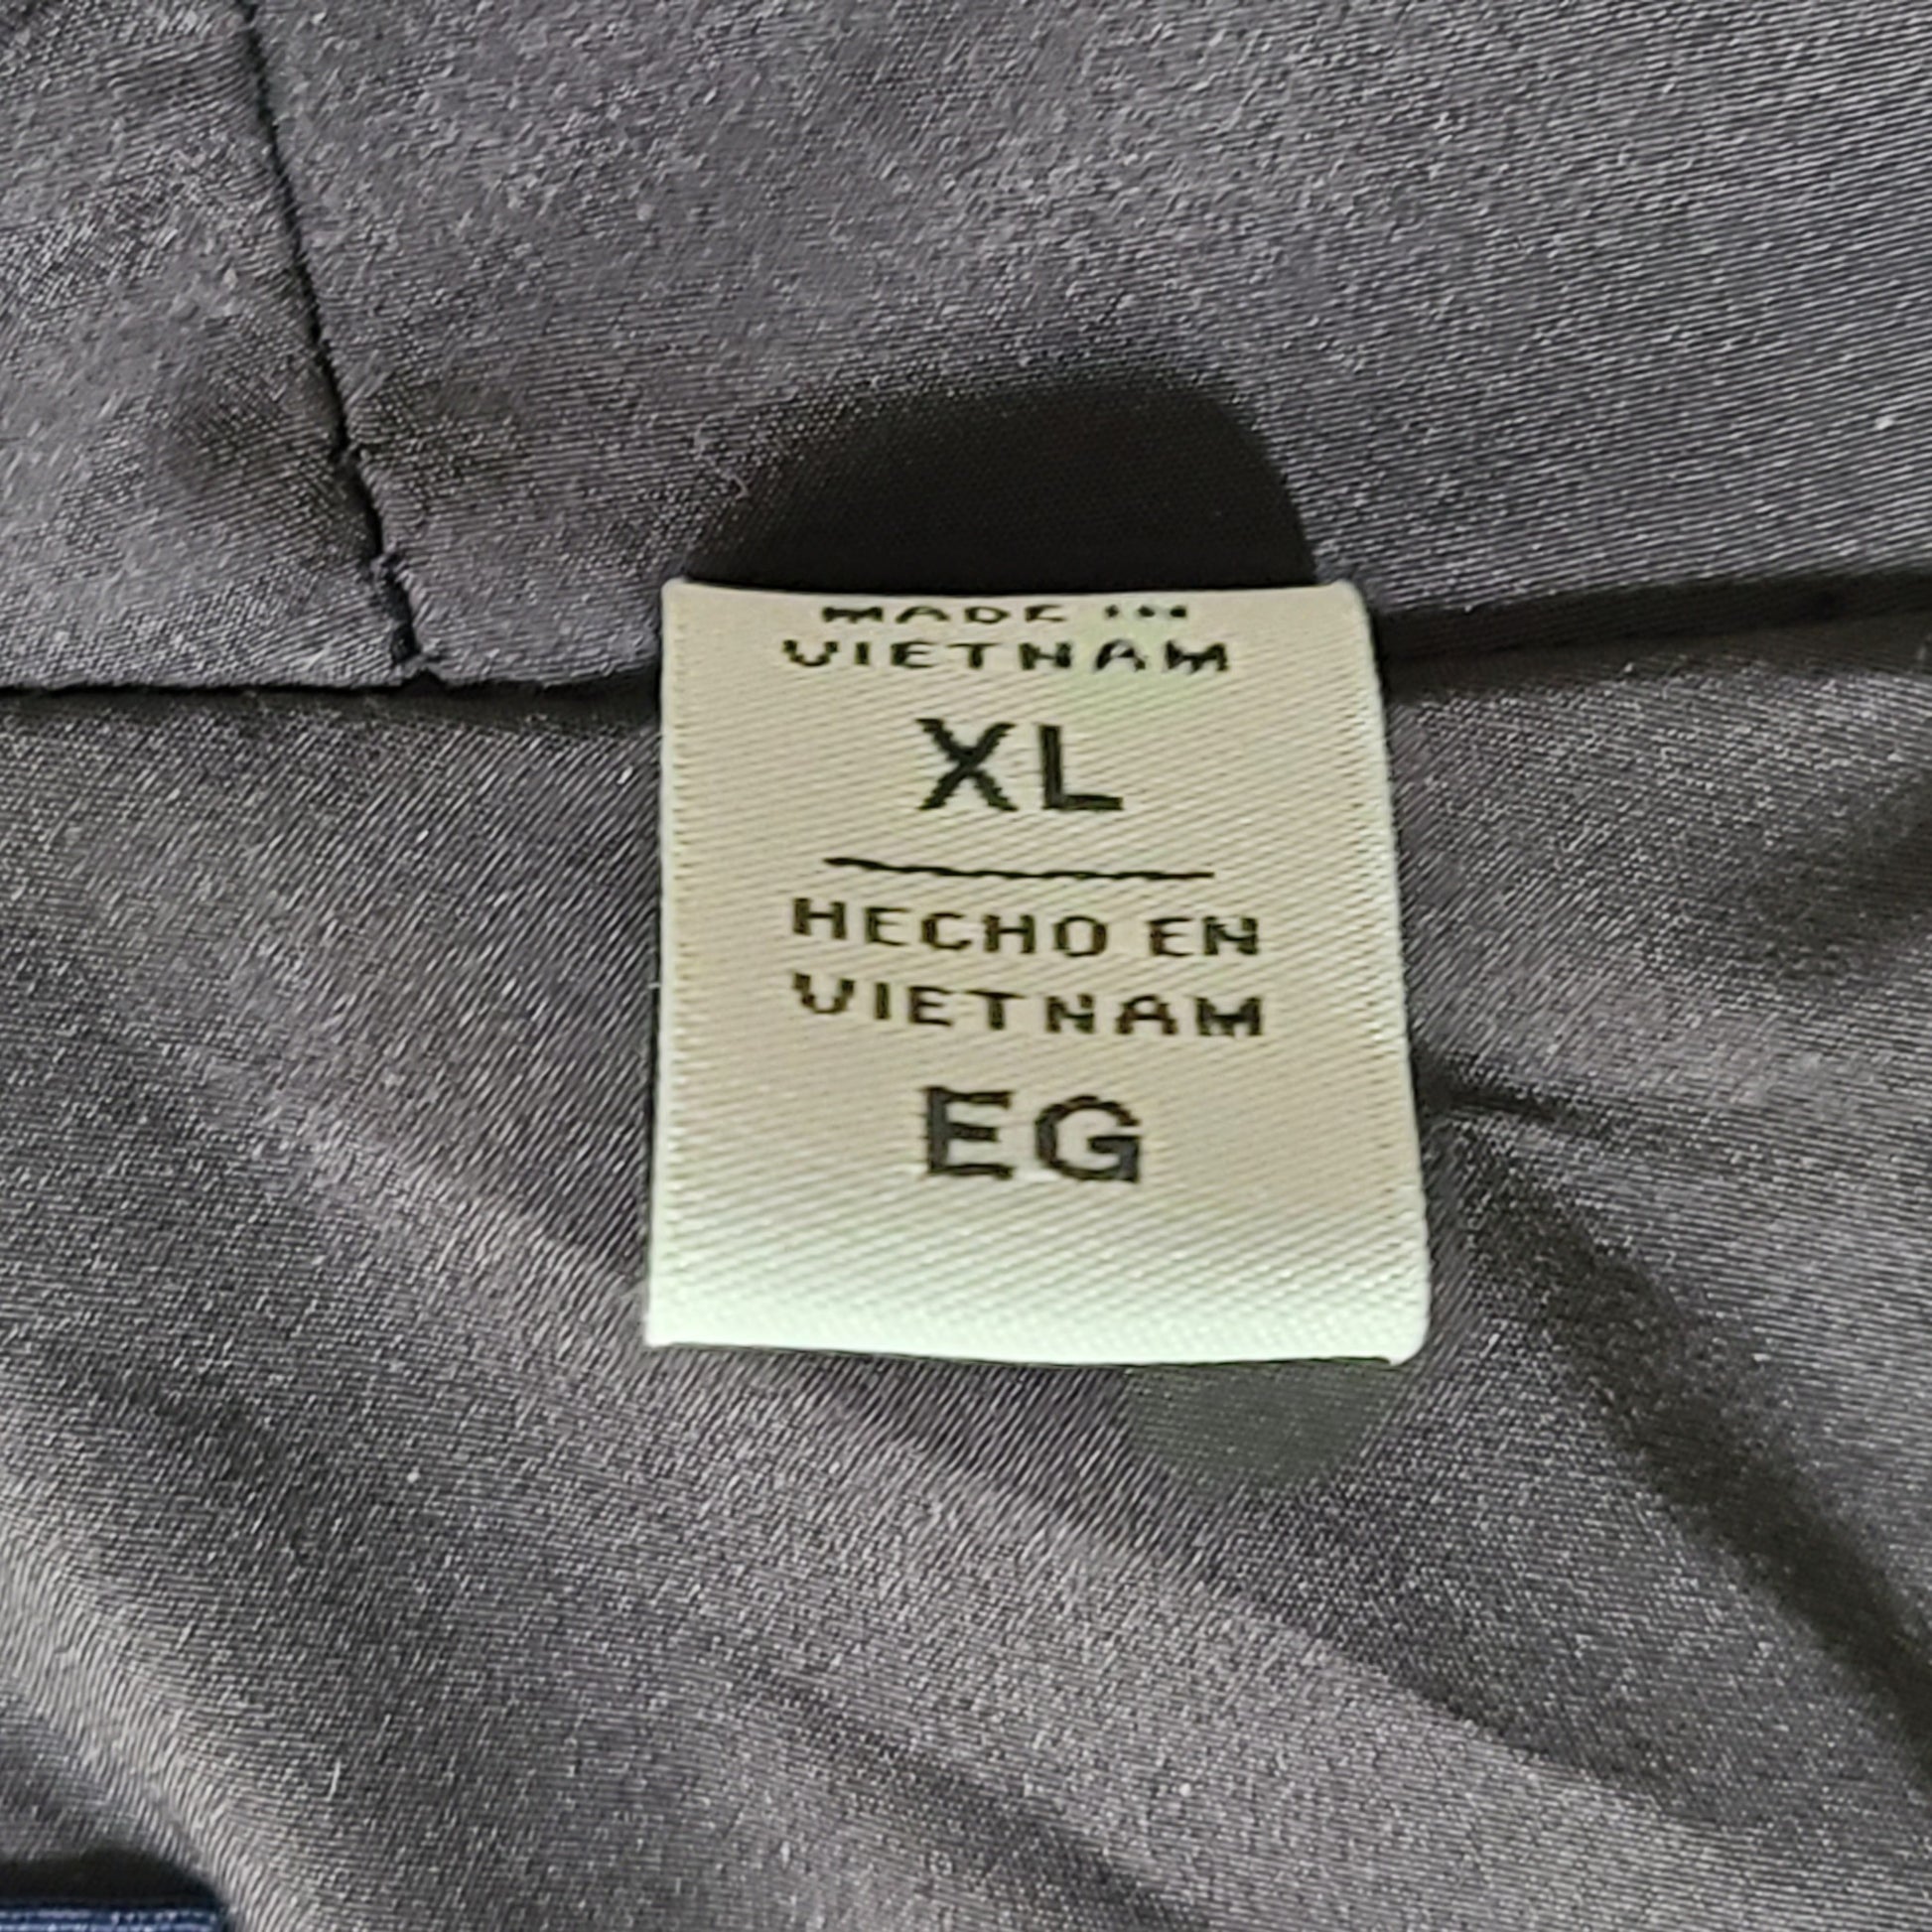 MADE IN
VIETNAM
XL
HECHO EN
VIETNAM
EG